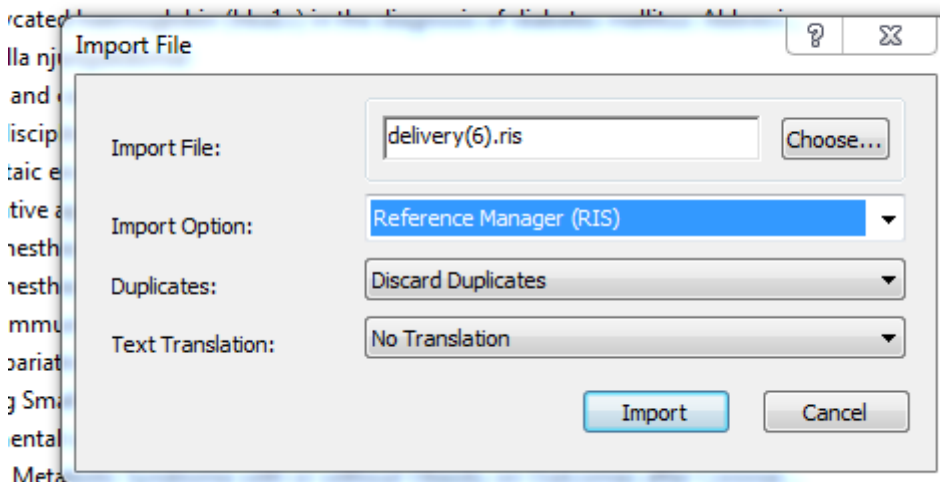 Import File
Import File:
delivery(6).ris
Choose...
Import Option:
Reference Manager (RIS)
Duplicates:
Discard Duplicates
Text Translation:
No Translation
Import
Cancel
and